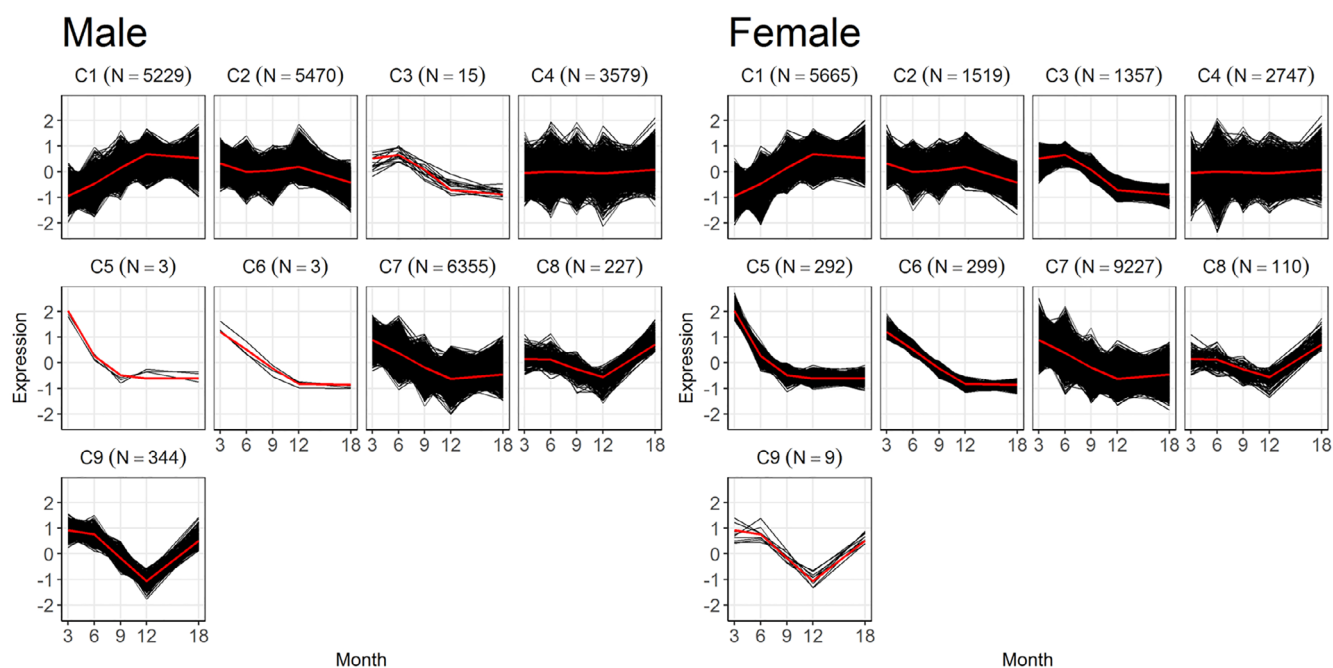 Male Female
C1 (N = 5229) C2 (N = 5470) C3 (N = 15) C4 (N = 3579) C1 (N = 5665) C2 (N = 1519) C3 (N = 1357) C4 (N = 2747)
2 2
1 1
0 0
-1 -1
-2 -2
C5 (N = 3) C6 (N = 3) C7 (N = 6355) C8 (N = 227) C5 (N = 292) C6 (N = 299) C7 (N = 9227) C8 (N = 110)
Expression Expression
2 2
1 1
0 0
-1 -1
-2 -2
3 6 9 12 18 3 6 9 12 18 3 6 9 12 18 3 6 9 12 18 3 6 9 12 18 3 6 9 12 18
C9 (N = 344) C9 (N = 9)
2 2
1 1
0 0
-1 -1
-2 -2
3 6 9 12 18 3 6 9 12 18
Month Month